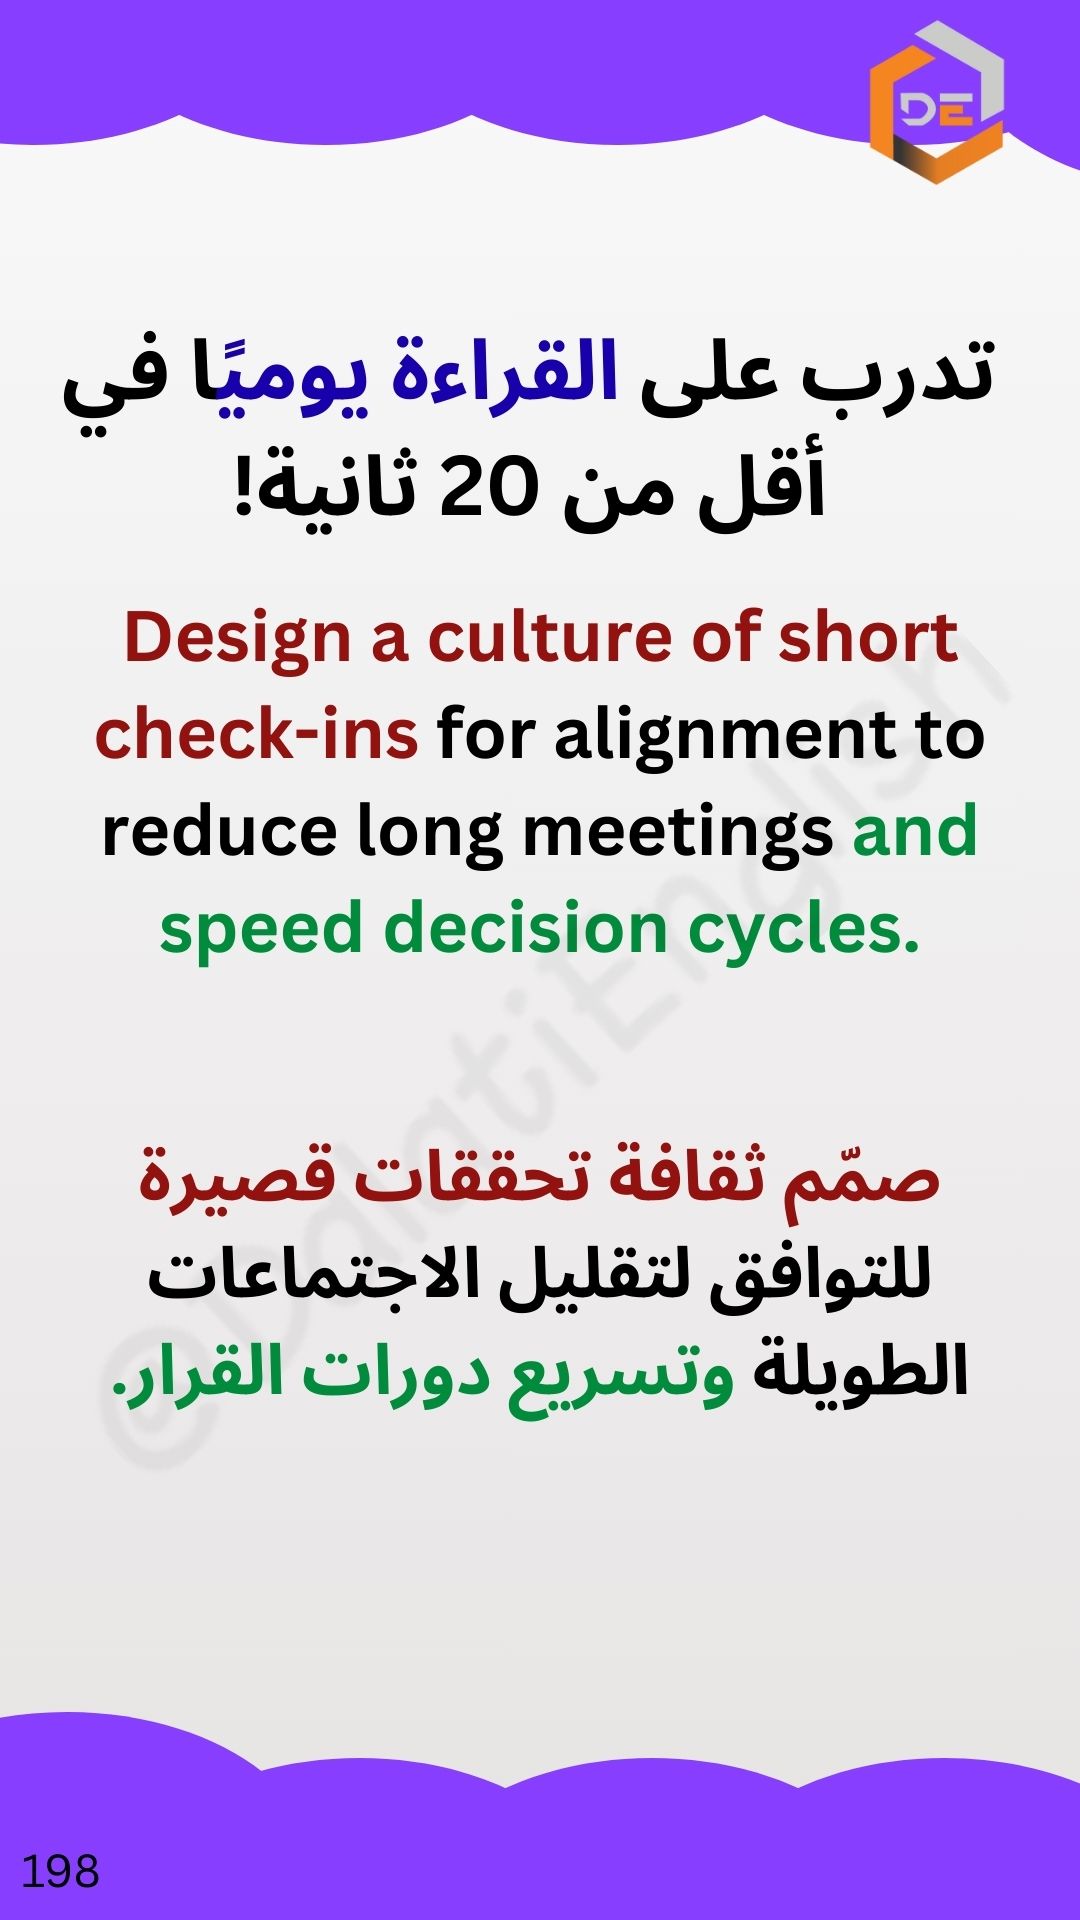 DE
تدرب على القراءة يوميًا في
أقل من 20 ثانية!
Design a culture of short
check-ins for alignment to
reduce long meetings and
speed decision cycles.
@DalatiEnglish
صمّم ثقافة تحققات قصيرة
للتوافق لتقليل الاجتماعات
الطويلة وتسريع دورات القرار.
198